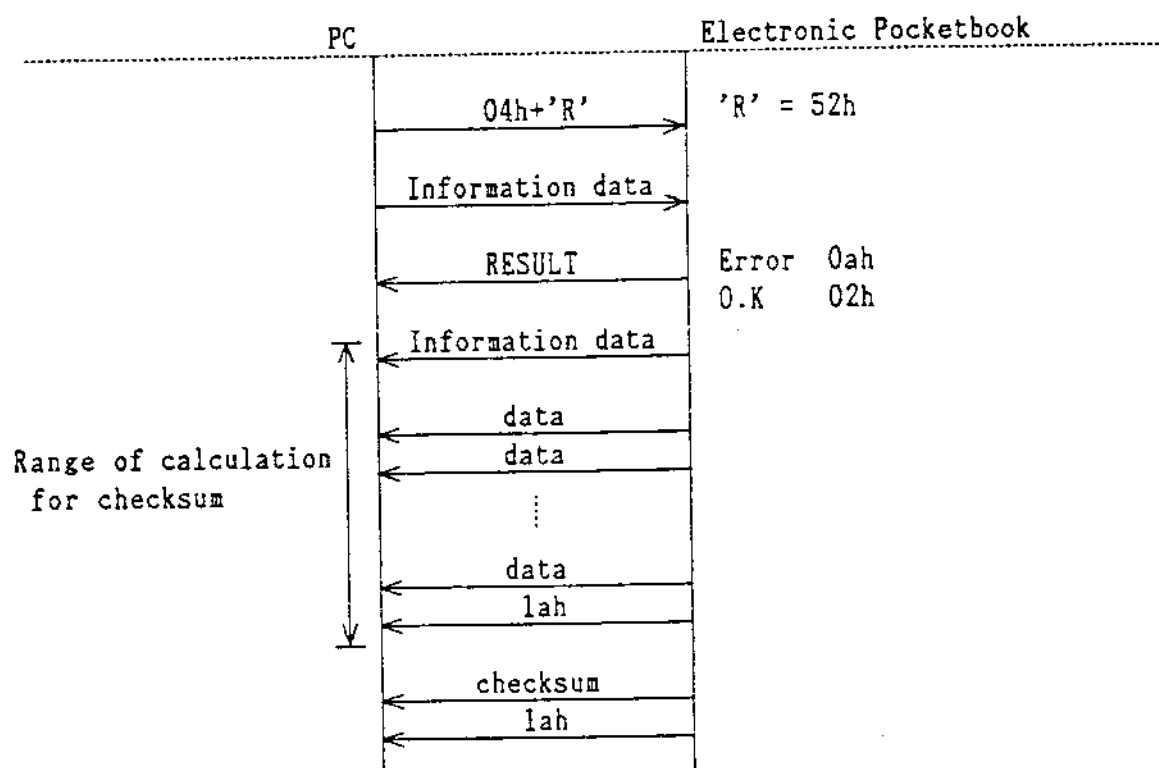 PC
Electronic Pocketbook
04h+'R'
'R' = 52h
Information data
RESULT
Error 0ah
O.K 02h
Information data
data
data
Range of calculation
for checksum
data
1ah
checksum
1ah